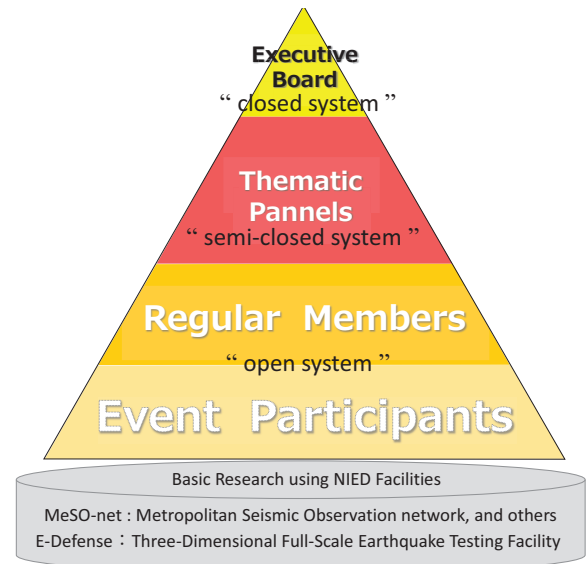 Executive
Board
“ closed system ”
Thematic
Pannels
“ semi-closed system ”
Regular Members
“ open system ”
Event Participants
Basic Research using NIED Facilities
MeSO-net : Metropolitan Seismic Observation network, and others
E-Defense : Three-Dimensional Full-Scale Earthquake Testing Facility